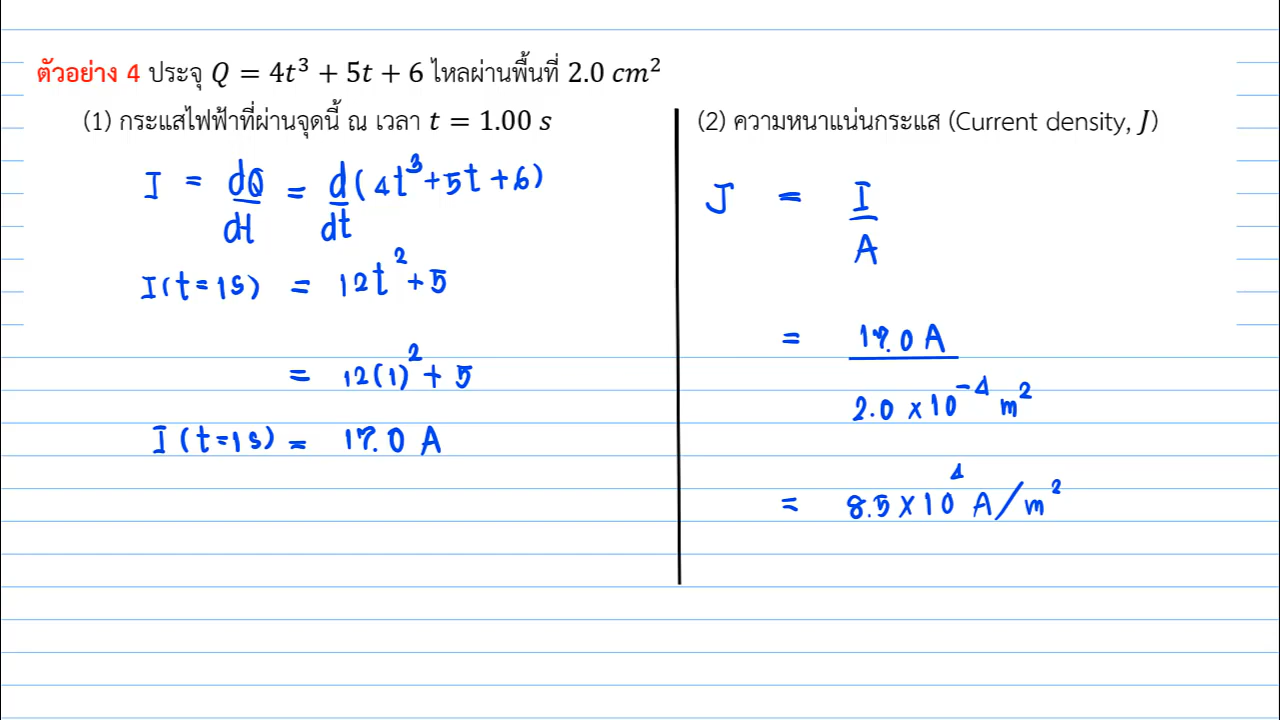 ตัวอย่าง 4 ประจุ Q = 4t³ + 5t + 6 ไหลผ่านพื้นที่ 2.0 cm²
(1) กระแสไฟฟ้าที่ผ่านจุดนี้ ณ เวลา t = 1.00 s
I = dQ/dt = d/dt (4t³+5t+6)
I(t=1s) = 12t²+5
= 12(1)²+5
I(t=1s) = 17.0 A
(2) ความหนาแน่นกระแส (Current density, J)
J = I/A
= 17.0 A
2.0 × 10⁻⁴ m²
= 8.5 × 10⁴ A/m²